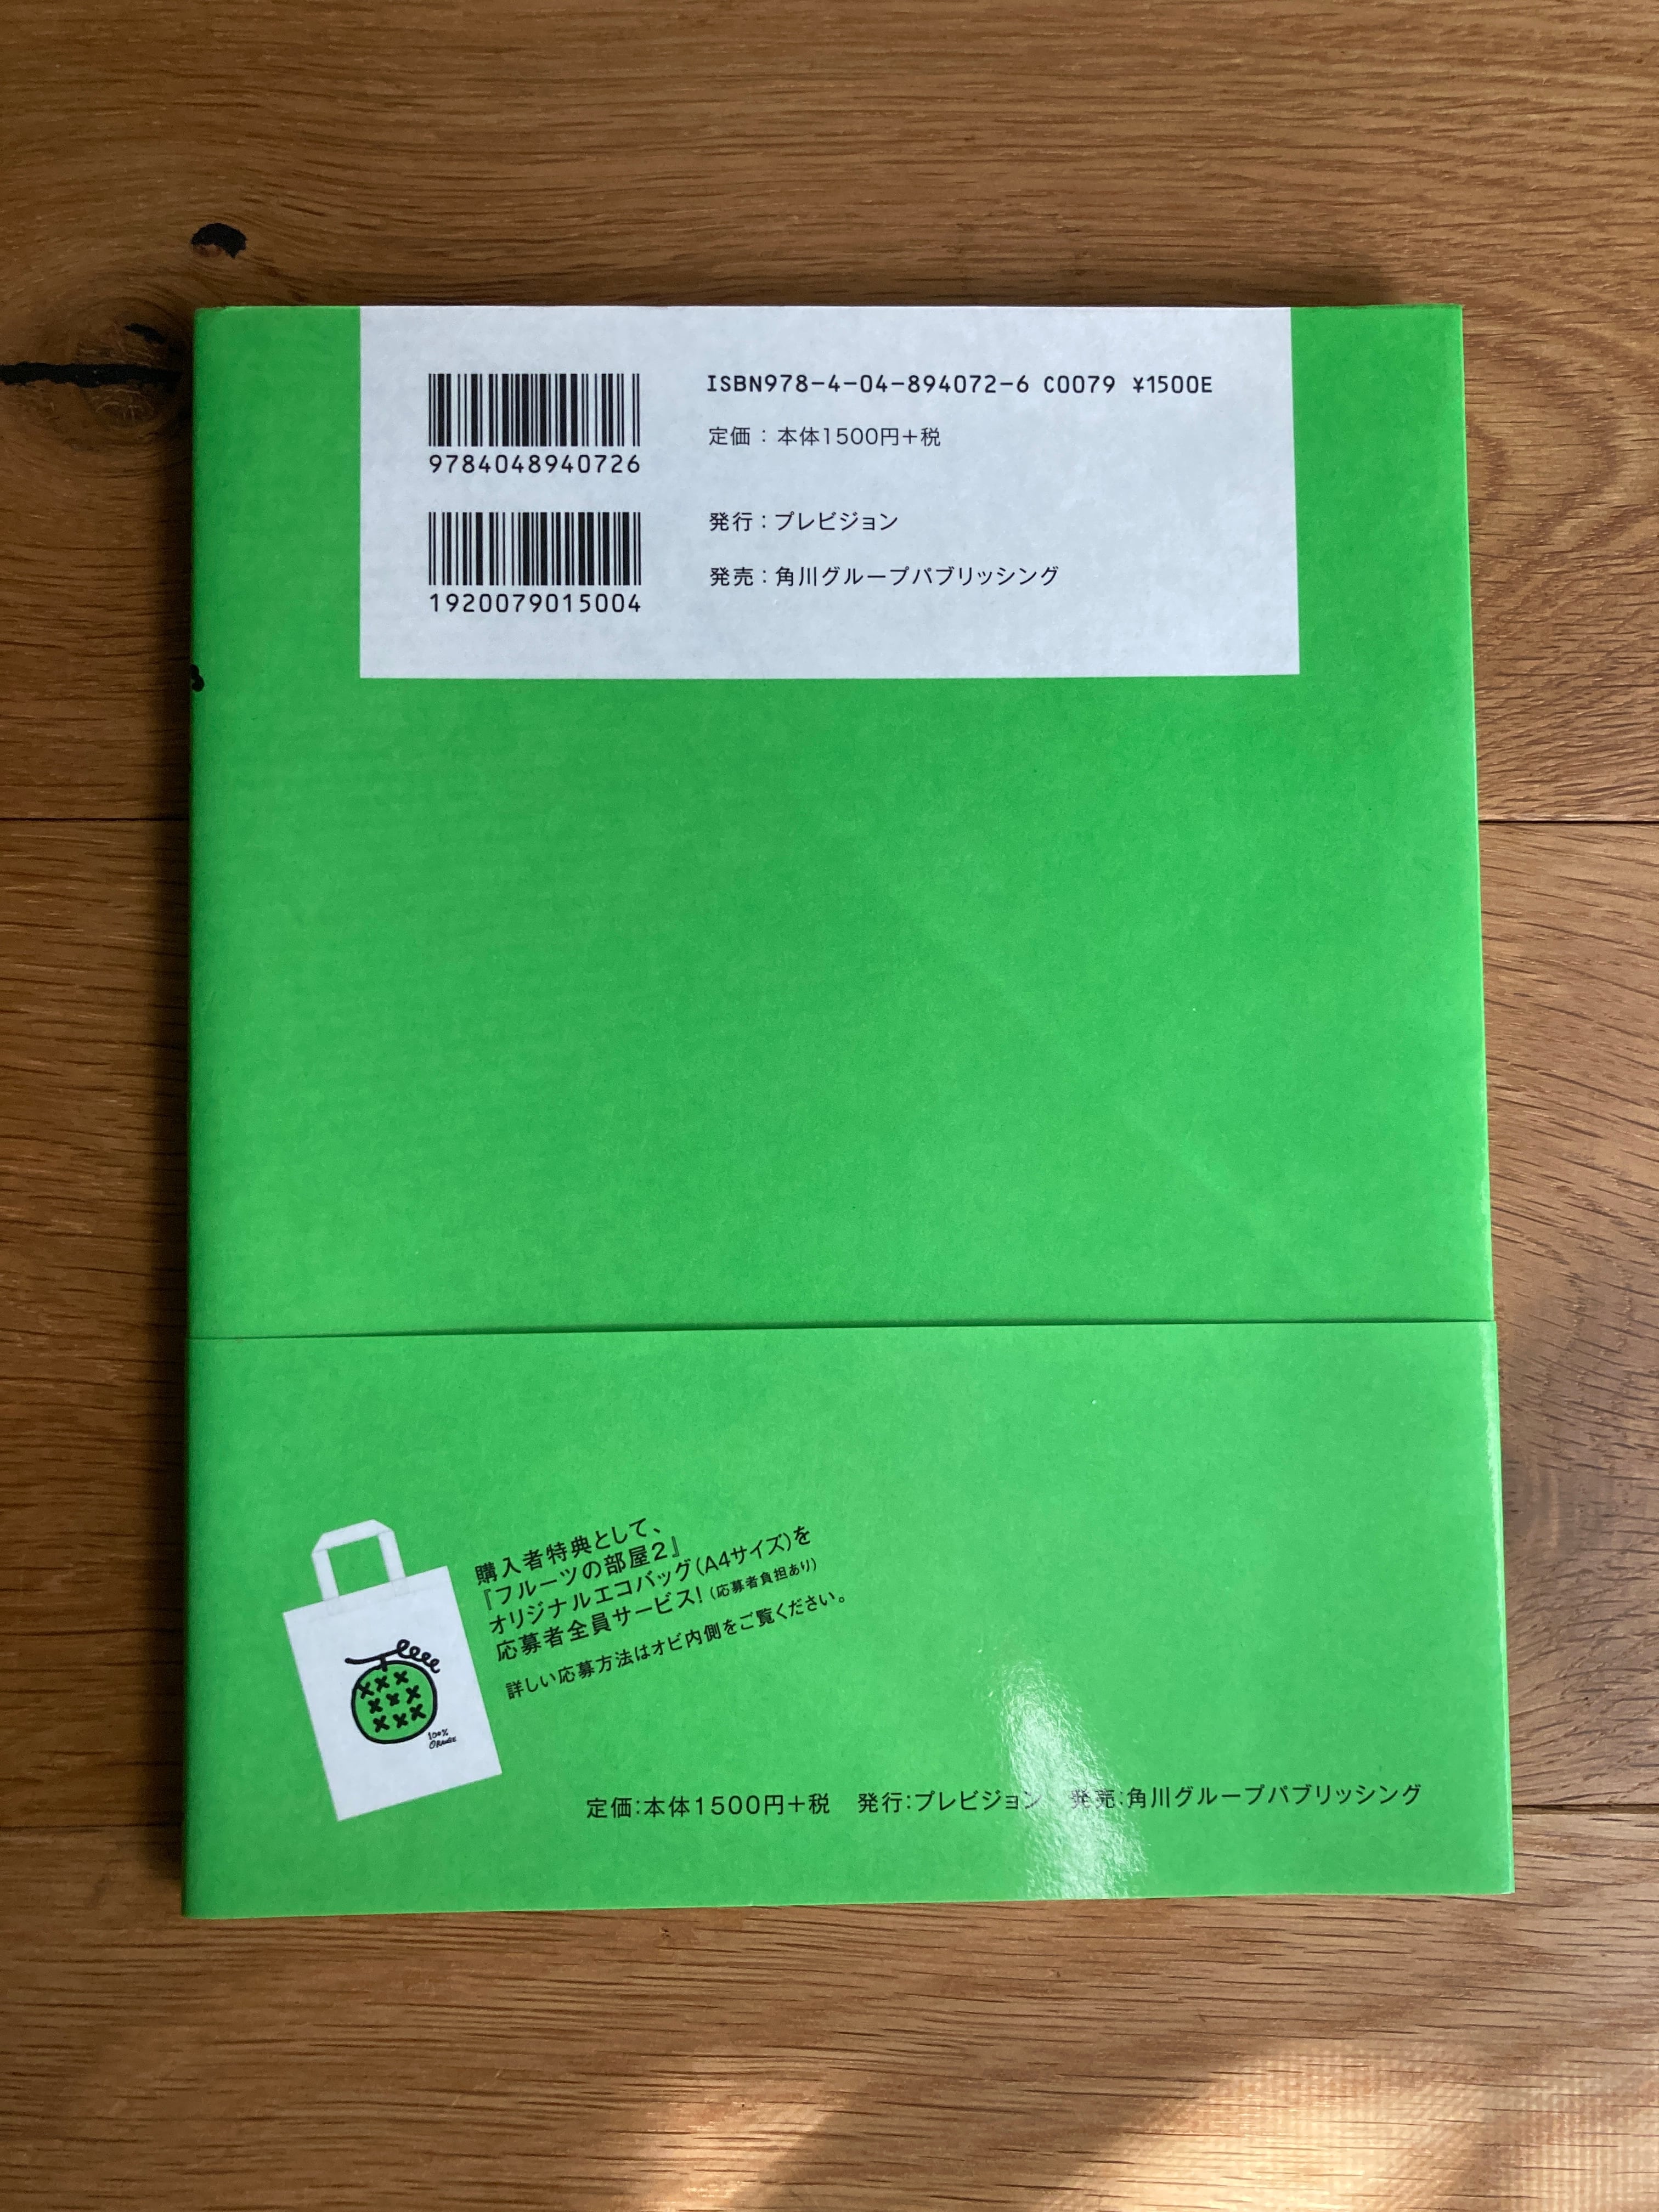 ISBN978-4-04-894072-6 C0079 ¥1500E
定価：本体1500円+税
9784048940726
発行：プレビジョン
発売：角川グループパブリッシング
1920079015004
購入者特典として、
『フルーツの部屋2』
オリジナルエコバッグ(A4サイズ)を
応募者全員サービス!(応募者負担あり)
詳しい応募方法はオビ内側をご覧ください。
100%
ORANGE
定価:本体1500円+税 発行:プレビジョン 発売:角川グループパブリッシング